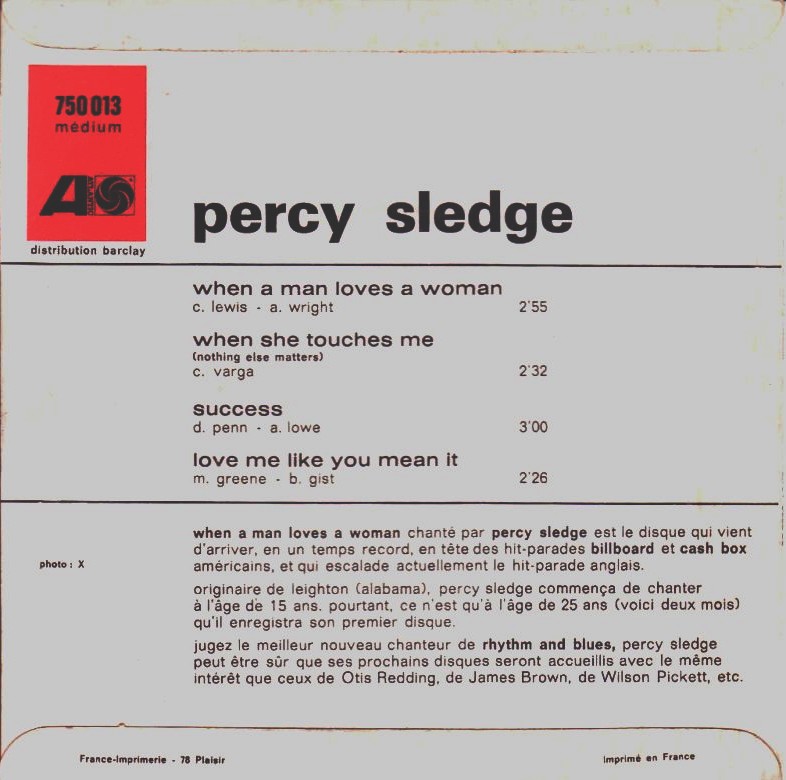 750 013
médium
ATLANTIC
distribution barclay
percy sledge
when a man loves a woman
c. lewis - a. wright 2'55
when she touches me
(nothing else matters)
c. varga 2'32
success
d. penn - a. lowe 3'00
love me like you mean it
m. greene - b. gist 2'26
when a man loves a woman chanté par percy sledge est le disque qui vient
d'arriver, en un temps record, en tête des hit-parades billboard et cash box
américains, et qui escalade actuellement le hit-parade anglais.
photo : X
originaire de leighton (alabama), percy sledge commença de chanter
à l'âge de 15 ans. pourtant, ce n'est qu'à l'âge de 25 ans (voici deux mois)
qu'il enregistra son premier disque.
jugez le meilleur nouveau chanteur de rhythm and blues, percy sledge
peut être sûr que ses prochains disques seront accueillis avec le même
intérêt que ceux de Otis Redding, de James Brown, de Wilson Pickett, etc.
France-Imprimerie - 78 Plaisir
Imprimé en France